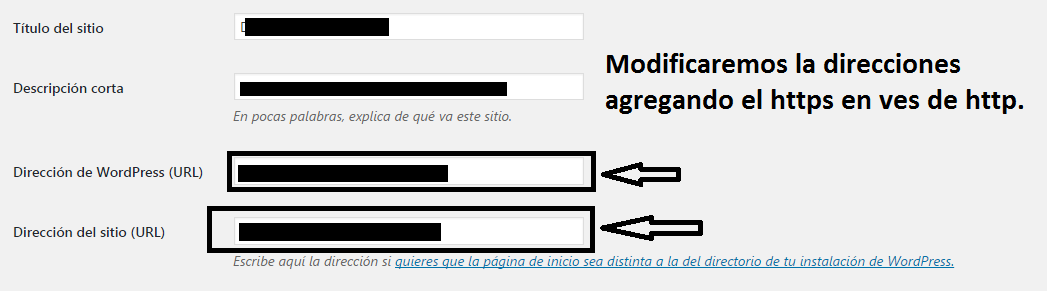 Título del sitio
Descripción corta
En pocas palabras, explica de qué va este sitio.
Modificaremos la direcciones
agregando el https en ves de http.
Dirección de WordPress (URL)
Dirección del sitio (URL)
Escribe aquí la dirección si quieres que la página de inicio sea distinta a la del directorio de tu instalación de WordPress.